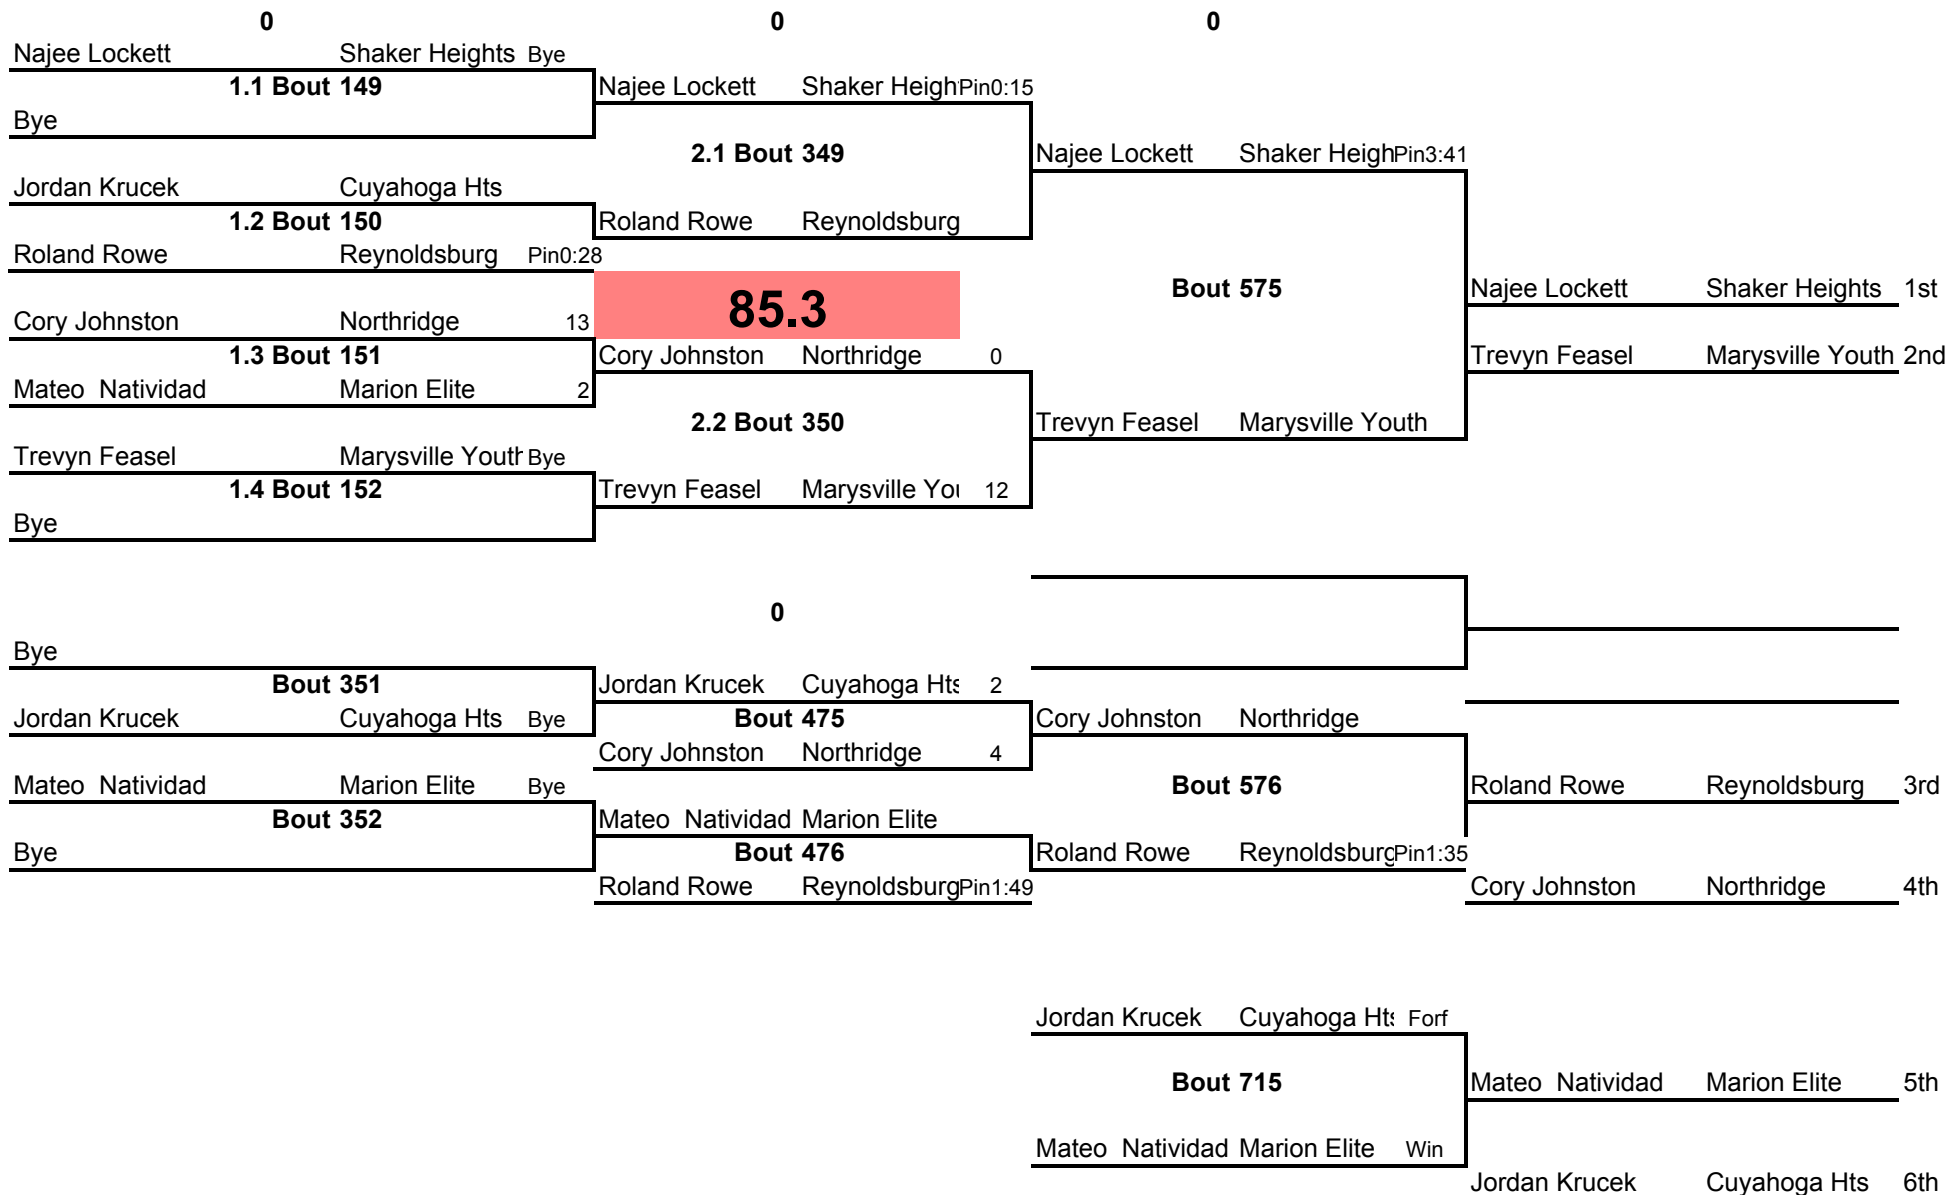 0 0 0
Najee Lockett Shaker Heights Bye
1.1 Bout 149 Najee Lockett Shaker Heigh Pin0:15
Bye
2.1 Bout 349 Najee Lockett Shaker Heigh Pin3:41
Jordan Krucek Cuyahoga Hts
1.2 Bout 150 Roland Rowe Reynoldsburg
Roland Rowe Reynoldsburg Pin0:28
85.3 Bout 575 Najee Lockett Shaker Heights 1st
Cory Johnston Northridge 13
1.3 Bout 151 Cory Johnston Northridge 0 Trevyn Feasel Marysville Youth 2nd
Mateo Natividad Marion Elite 2
2.2 Bout 350 Trevyn Feasel Marysville Youth
Trevyn Feasel Marysville Youth Bye
1.4 Bout 152 Trevyn Feasel Marysville You 12
Bye
0
Bye
Bout 351 Jordan Krucek Cuyahoga Hts 2
Jordan Krucek Cuyahoga Hts Bye Bout 475 Cory Johnston Northridge
Cory Johnston Northridge 4
Mateo Natividad Marion Elite Bye Bout 576 Roland Rowe Reynoldsburg 3rd
Bout 352 Mateo Natividad Marion Elite
Bye Bout 476 Roland Rowe Reynoldsburg Pin1:35
Roland Rowe Reynoldsburg Pin1:49 Cory Johnston Northridge 4th
Jordan Krucek Cuyahoga Hts Forf
Bout 715 Mateo Natividad Marion Elite 5th
Mateo Natividad Marion Elite Win
Jordan Krucek Cuyahoga Hts 6th